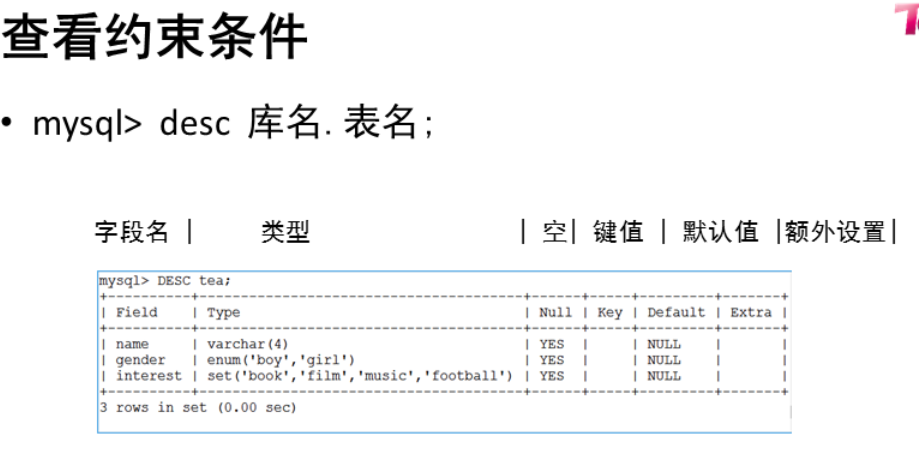 查看约束条件
• mysql> desc 库名.表名;
字段名 | 类型 | 空| 键值 | 默认值 |额外设置|
mysql> DESC tea;
+----------+------------------------------------+------+-----+---------+-------+
| Field | Type | Null | Key | Default | Extra |
+----------+------------------------------------+------+-----+---------+-------+
| name | varchar(4) | YES | | NULL | |
| gender | enum('boy','girl') | YES | | NULL | |
| interest | set('book','film','music','football') | YES | | NULL | |
+----------+------------------------------------+------+-----+---------+-------+
3 rows in set (0.00 sec)